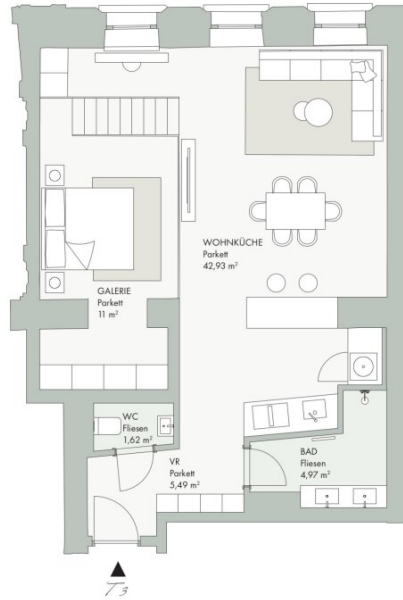 WOHNKÜCHE
Parkett
42,93 m²
GALERIE
Parkett
11 m²
WC
Fliesen
1,62 m²
BAD
Fliesen
4,97 m²
VR
Parkett
5,49 m²
T3